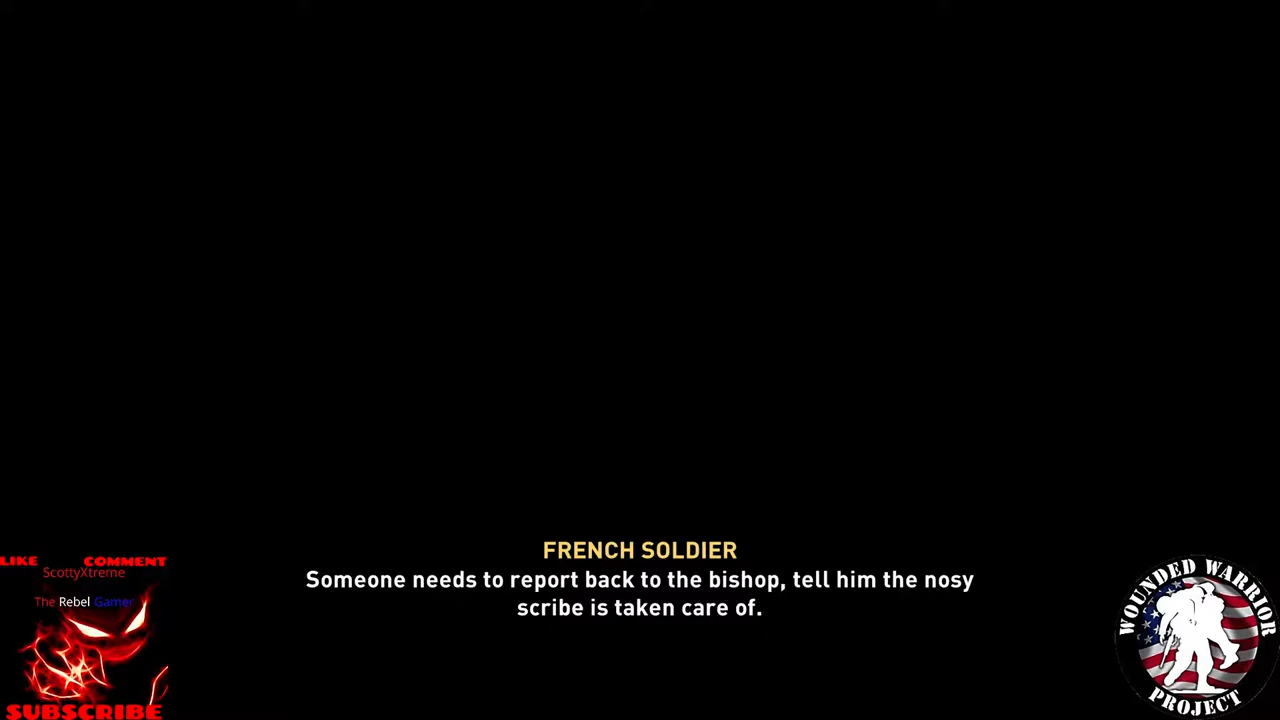 FRENCH SOLDIER
Someone needs to report back to the bishop, tell him the nosy
scribe is taken care of.
LIKE COMMENT
ScottyXtreme
The Rebel Gamer
SUBSCRIBE
WOUNDED WARRIOR
PROJECT